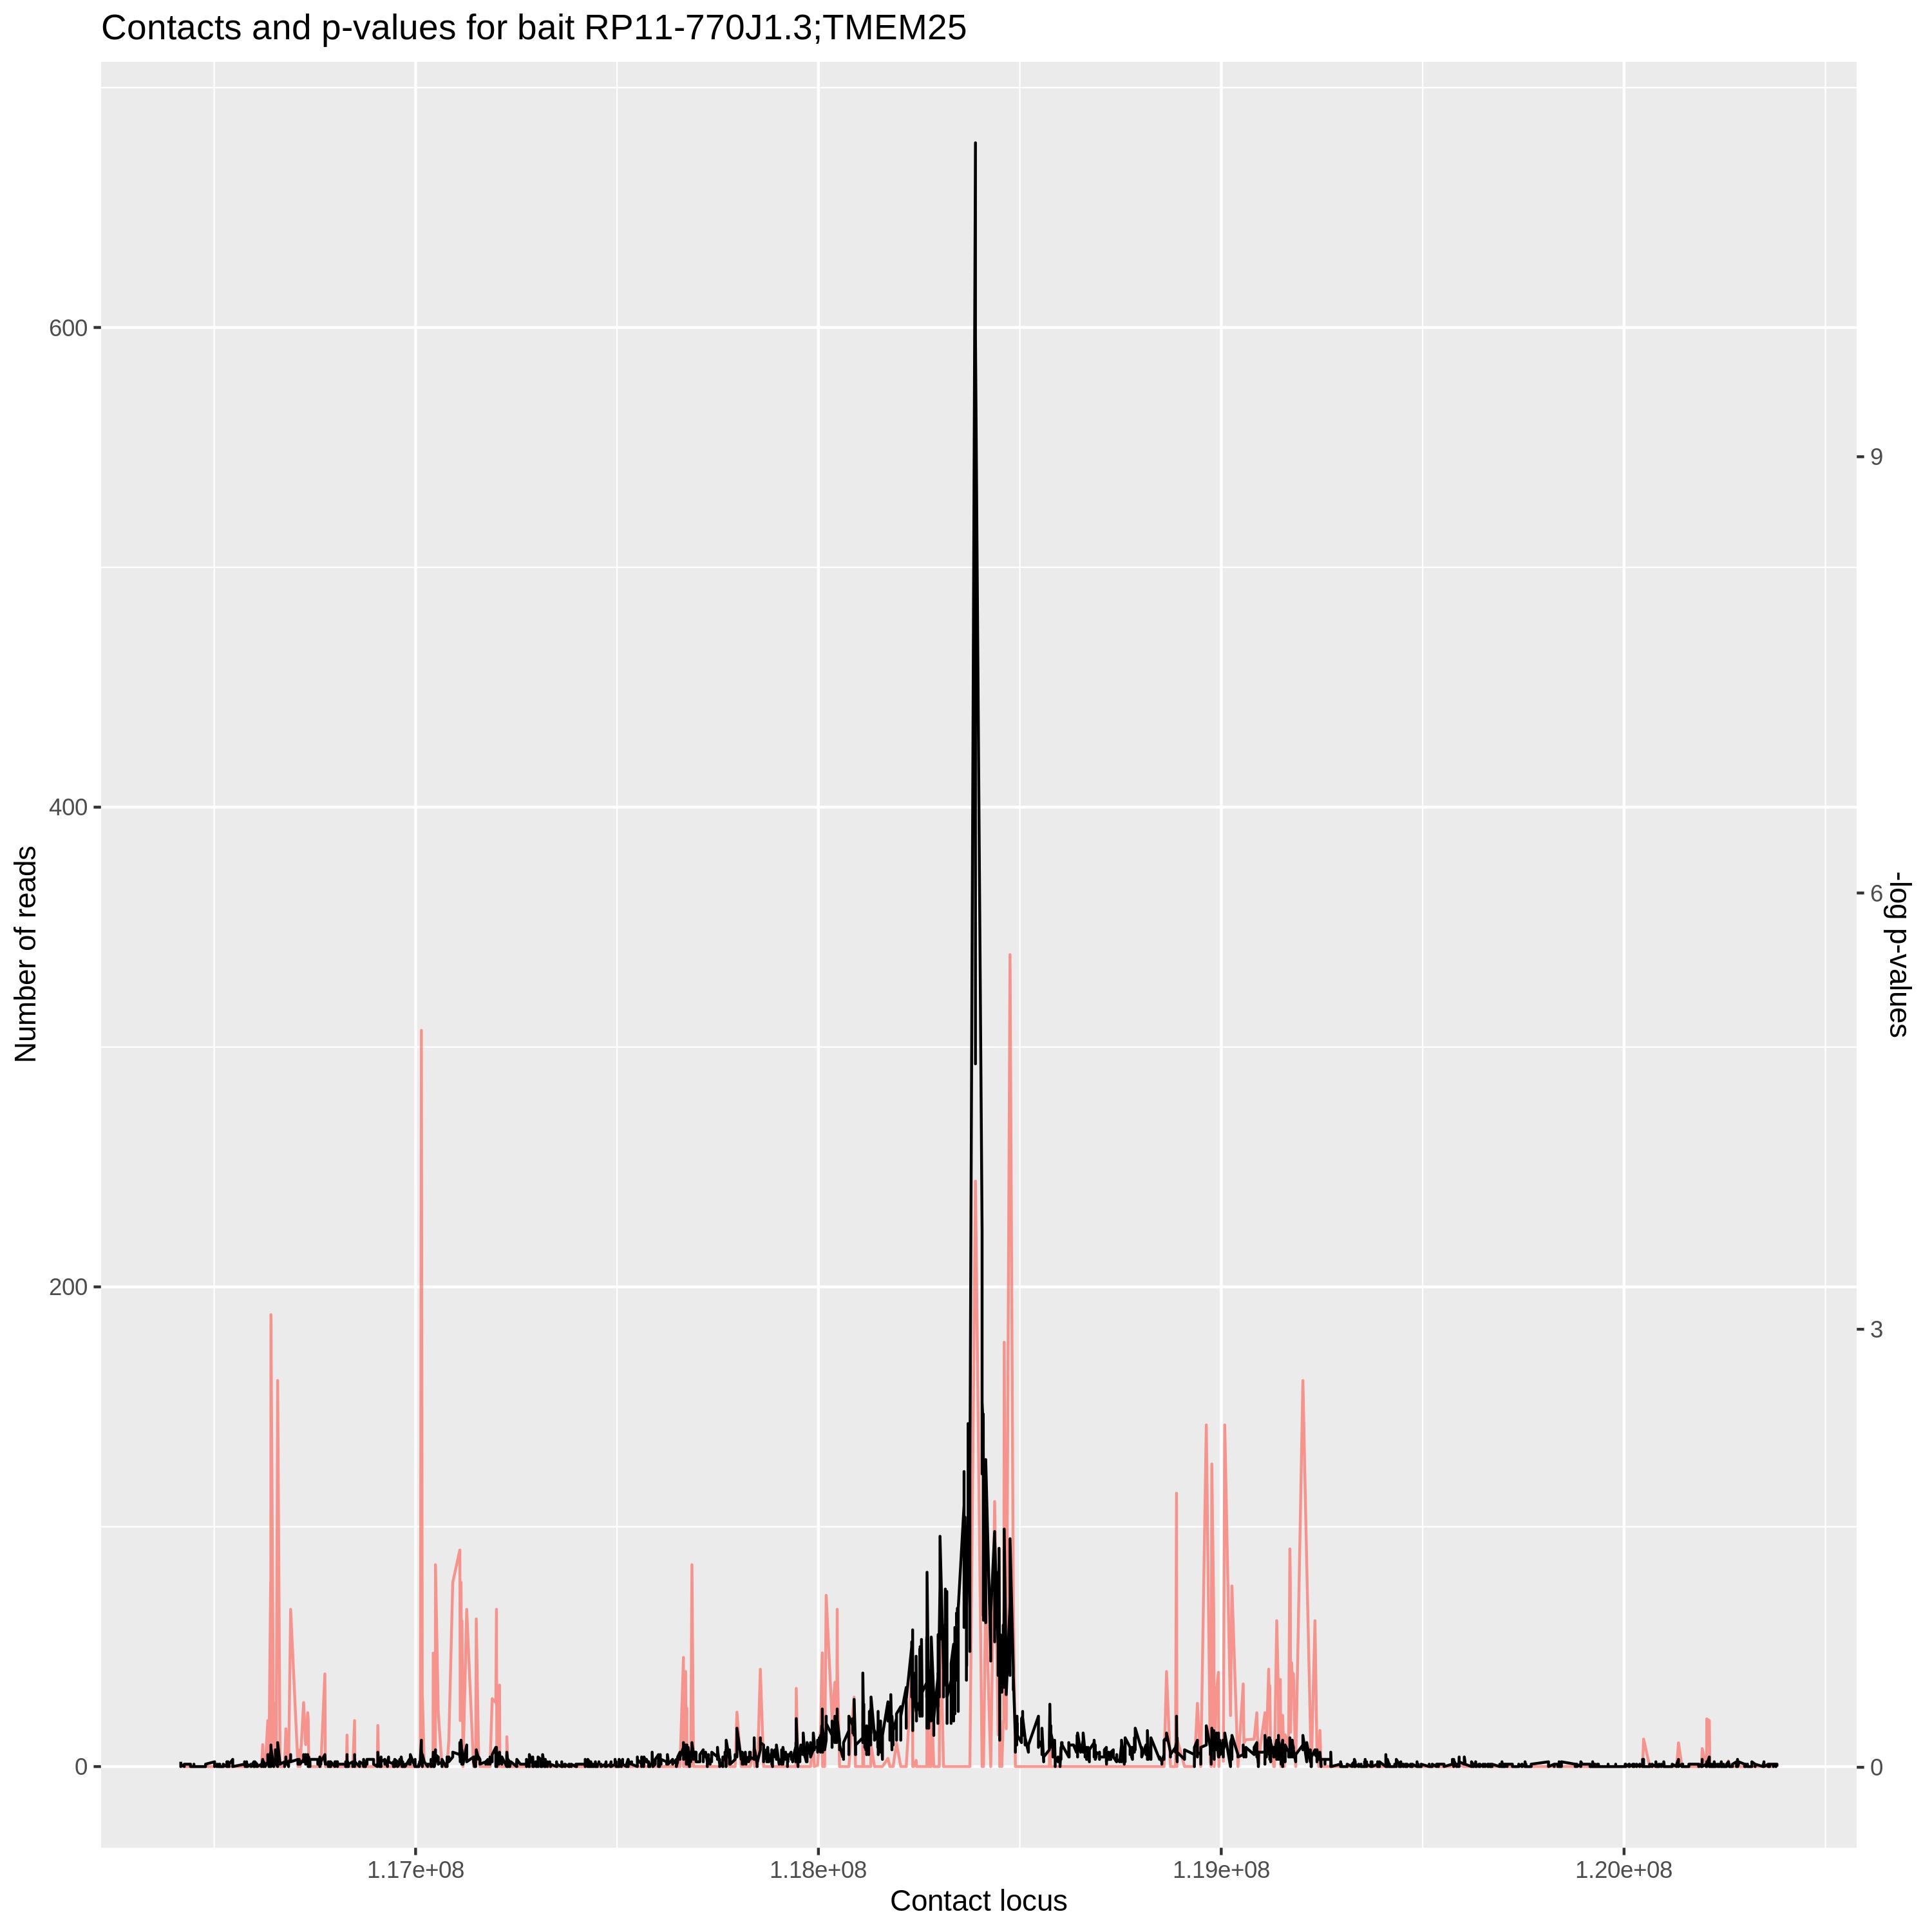 Contacts and p-values for bait RP11-770J1.3;TMEM25
Number of reads
600
400
200
0
9
6
3
0
-log p-values
1.17e+08 1.18e+08 1.19e+08 1.20e+08
Contact locus